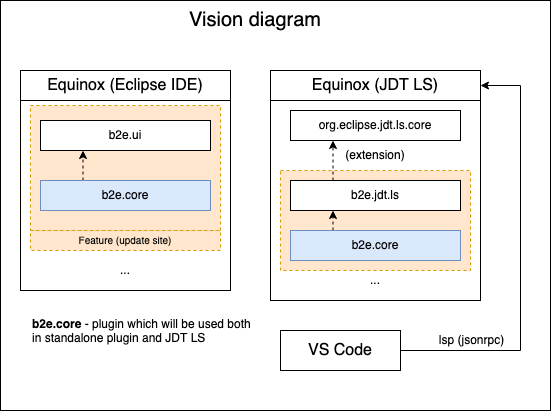 Vision diagram
Equinox (Eclipse IDE)
b2e.ui
b2e.core
Feature (update site)
...
Equinox (JDT LS)
org.eclipse.jdt.ls.core
(extension)
b2e.jdt.ls
b2e.core
...
b2e.core - plugin which will be used both
in standalone plugin and JDT LS
VS Code
lsp (jsonrpc)